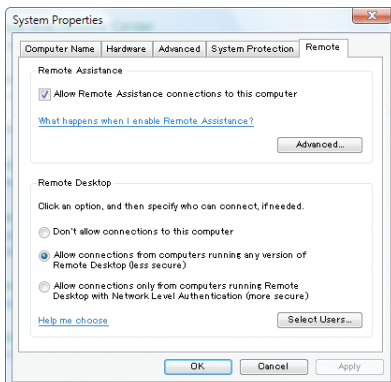 System Properties
Computer Name Hardware Advanced System Protection Remote
Remote Assistance
Allow Remote Assistance connections to this computer
What happens when I enable Remote Assistance?
Advanced...
Remote Desktop
Click an option, and then specify who can connect, if needed.
Don't allow connections to this computer
Allow connections from computers running any version of
Remote Desktop (less secure)
Allow connections only from computers running Remote
Desktop with Network Level Authentication (more secure)
Help me choose
Select Users...
OK Cancel Apply